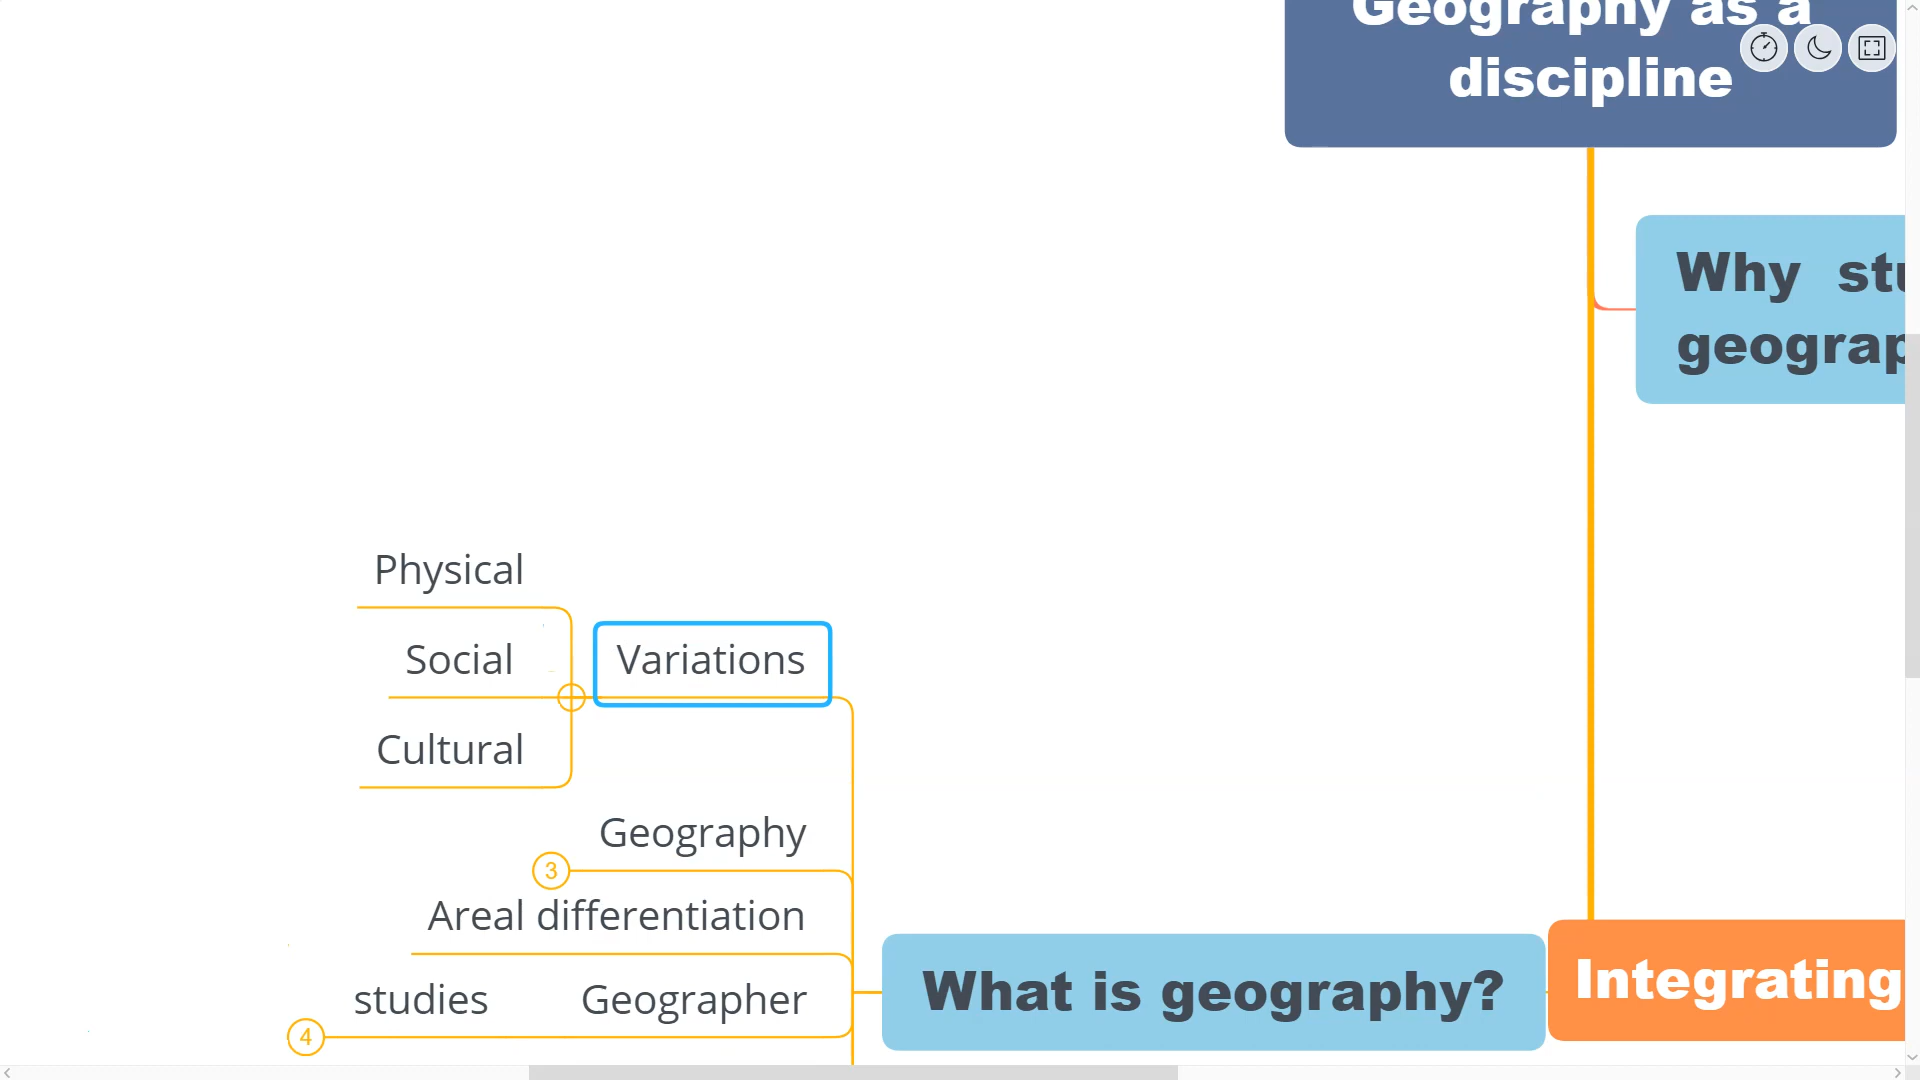 Geography as a
discipline
Why stu
geograp
Physical
Social
Variations
Cultural
Geography
3
Areal differentiation
studies Geographer
4
What is geography?
Integrating